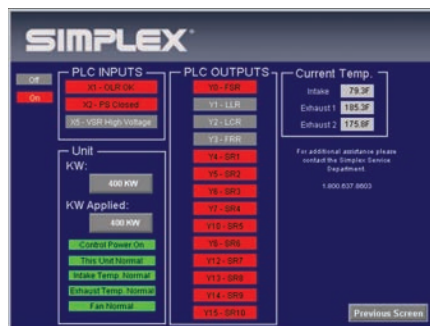 SIMPLEX
Off
On
PLC INPUTS
X1 - OLR OK
X2 - PS Closed
X5 - VSR High Voltage
Unit
KW:
400 KW
KW Applied:
400 KW
Control Power On
This Unit Normal
Intake Temp. Normal
Exhaust Temp. Normal
Fan Normal
PLC OUTPUTS
Y0 - FSR
Y1 - LLR
Y2 - LCR
Y3 - FRR
Y4 - SR1
Y5 - SR2
Y6 - SR3
Y7 - SR4
Y10 - SR5
Y12 - SR7
Y13 - SR8
Y14 - SR9
Y15 - SR10
Current Temp.
Intake 79.3F
Exhaust 1 185.3F
Exhaust 2 175.8F
For additional assistance please
contact the Simplex Service
Department.
1.800.637.8603
Previous Screen